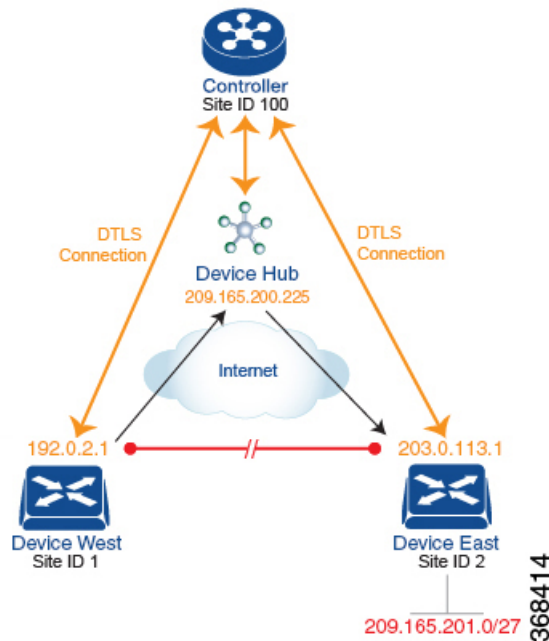 Controller
Site ID 100
DTLS
Connection
DTLS
Connection
Device Hub
209.165.200.225
Internet
192.0.2.1
203.0.113.1
Device West
Site ID 1
Device East
Site ID 2
209.165.201.0/27
368414